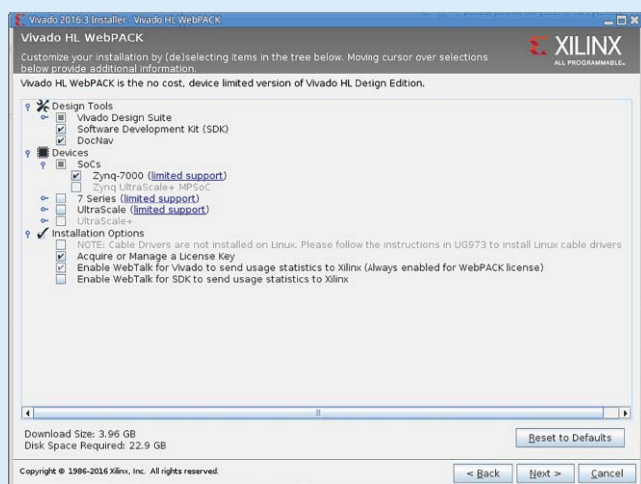 Vivado 2016.3 Installer - Vivado HL WebPACK
Vivado HL WebPACK
Customize your installation by (de)selecting items in the tree below. Moving cursor over selections
below provide additional information.
XILINX
ALL PROGRAMMABLE.
Vivado HL WebPACK is the no cost, device limited version of Vivado HL Design Edition.
Design Tools
Vivado Design Suite
Software Development Kit (SDK)
DocNav
Devices
SoCs
Zynq-7000 (limited support)
Zynq UltraScale+ MPSoC
7 Series (limited support)
UltraScale (limited support)
UltraScale+
Installation Options
NOTE: Cable Drivers are not installed on Linux. Please follow the instructions in UG973 to install Linux cable drivers
Acquire or Manage a License Key
Enable WebTalk for Vivado to send usage statistics to Xilinx (Always enabled for WebPACK license)
Enable WebTalk for SDK to send usage statistics to Xilinx
Download Size: 3.96 GB
Disk Space Required: 22.9 GB
Reset to Defaults
Copyright © 1986-2016 Xilinx, Inc. All rights reserved.
< Back Next > Cancel